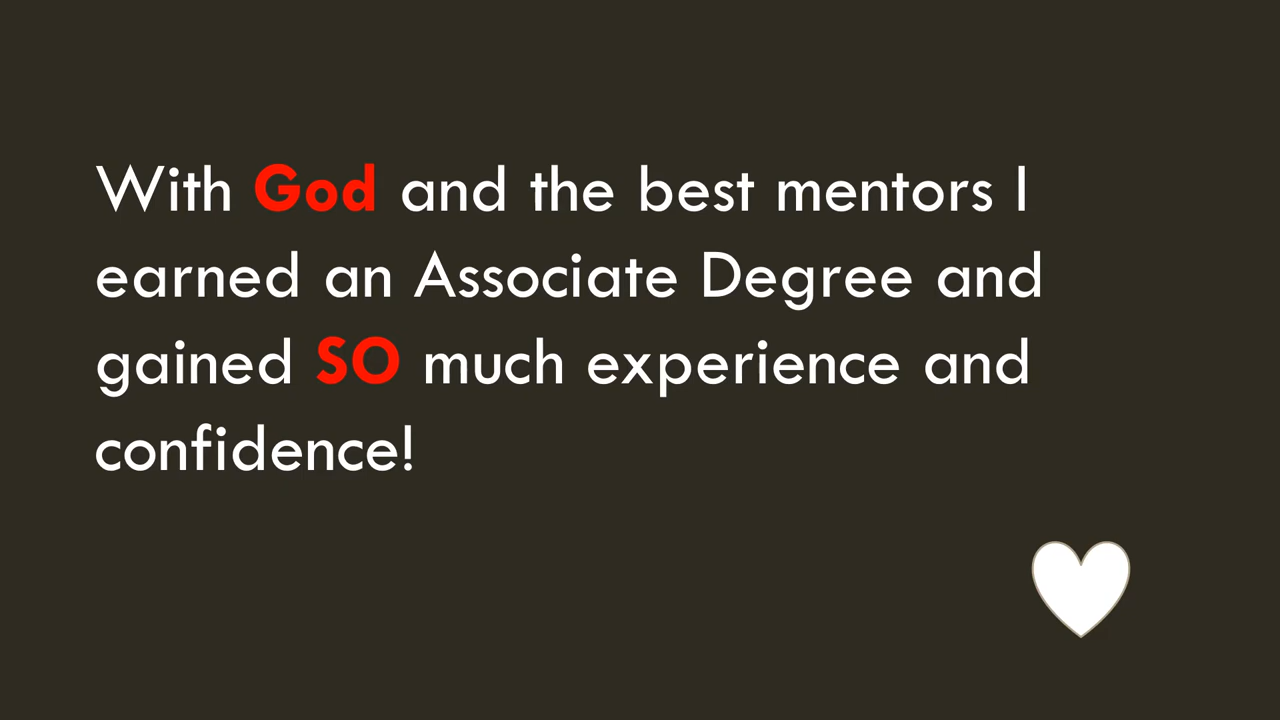 With God and the best mentors I
earned an Associate Degree and
gained SO much experience and
confidence!